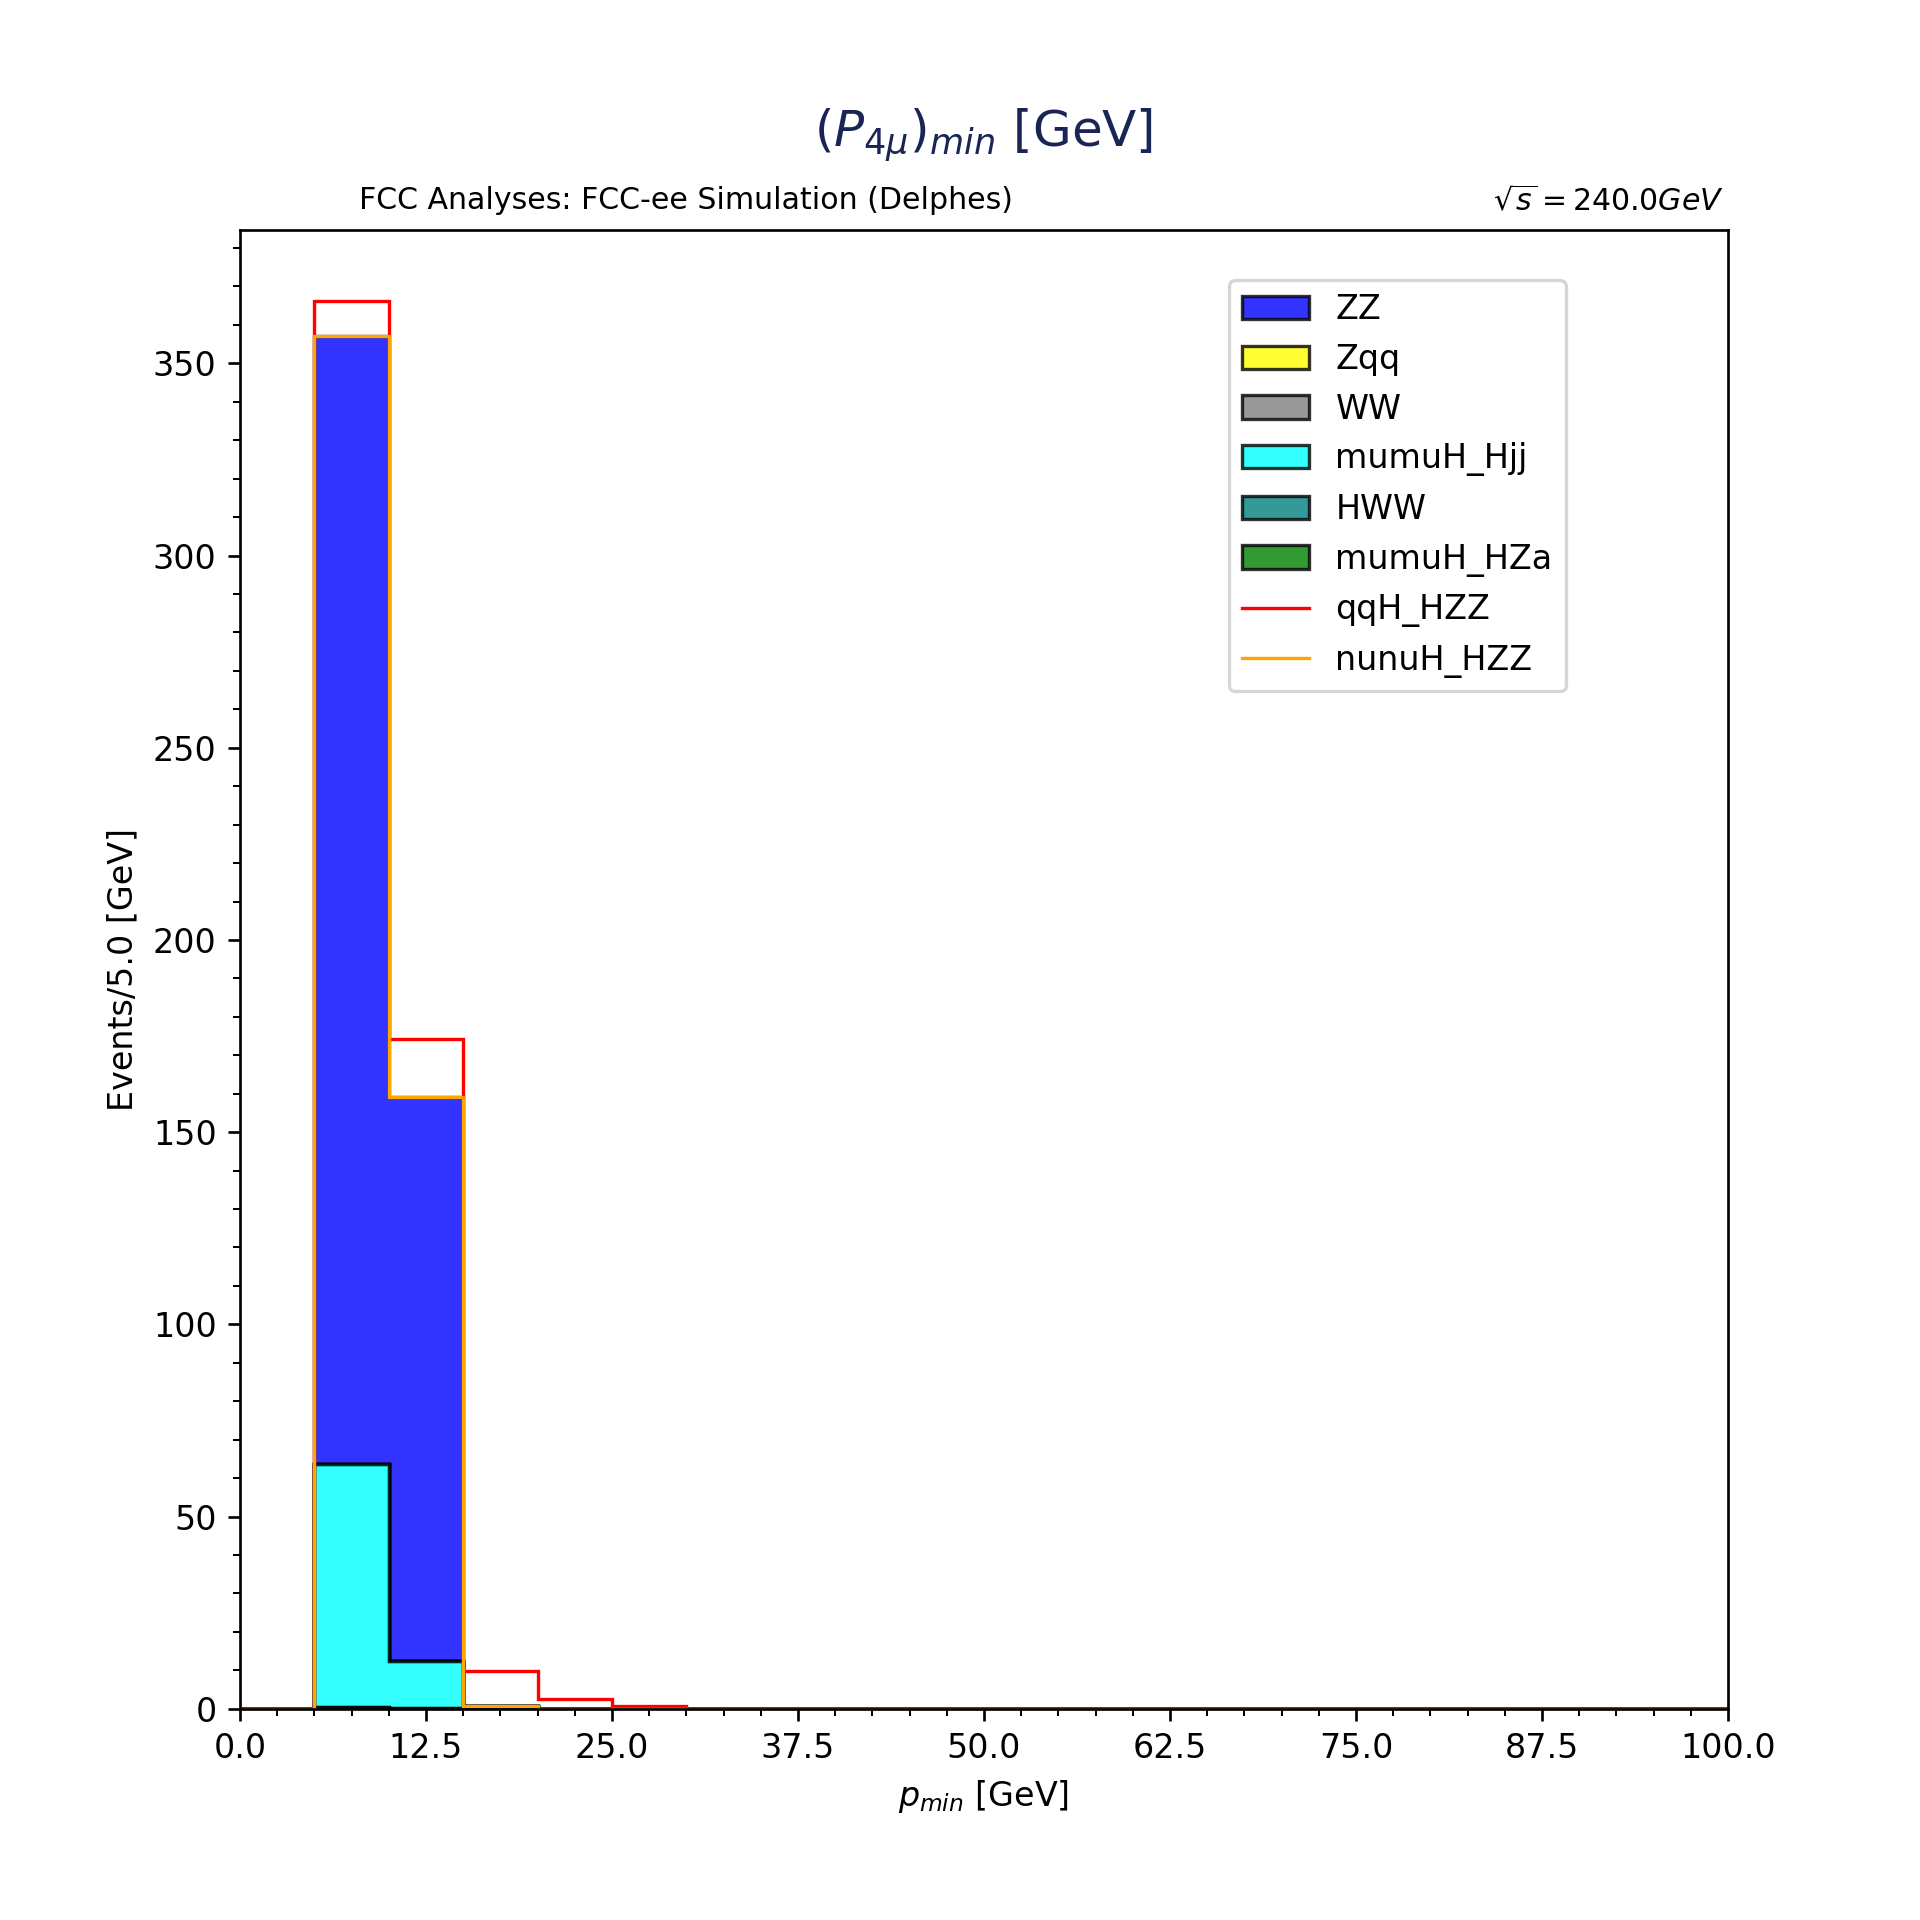 (P4μ)min [GeV]
FCC Analyses: FCC-ee Simulation (Delphes)
√s = 240.0GeV
ZZ
Zqq
WW
mumuH_Hjj
HWW
mumuH_HZa
qqH_HZZ
nunuH_HZZ
350
300
250
200
150
100
50
0
Events/5.0 [GeV]
0.0 12.5 25.0 37.5 50.0 62.5 75.0 87.5 100.0
pmin [GeV]